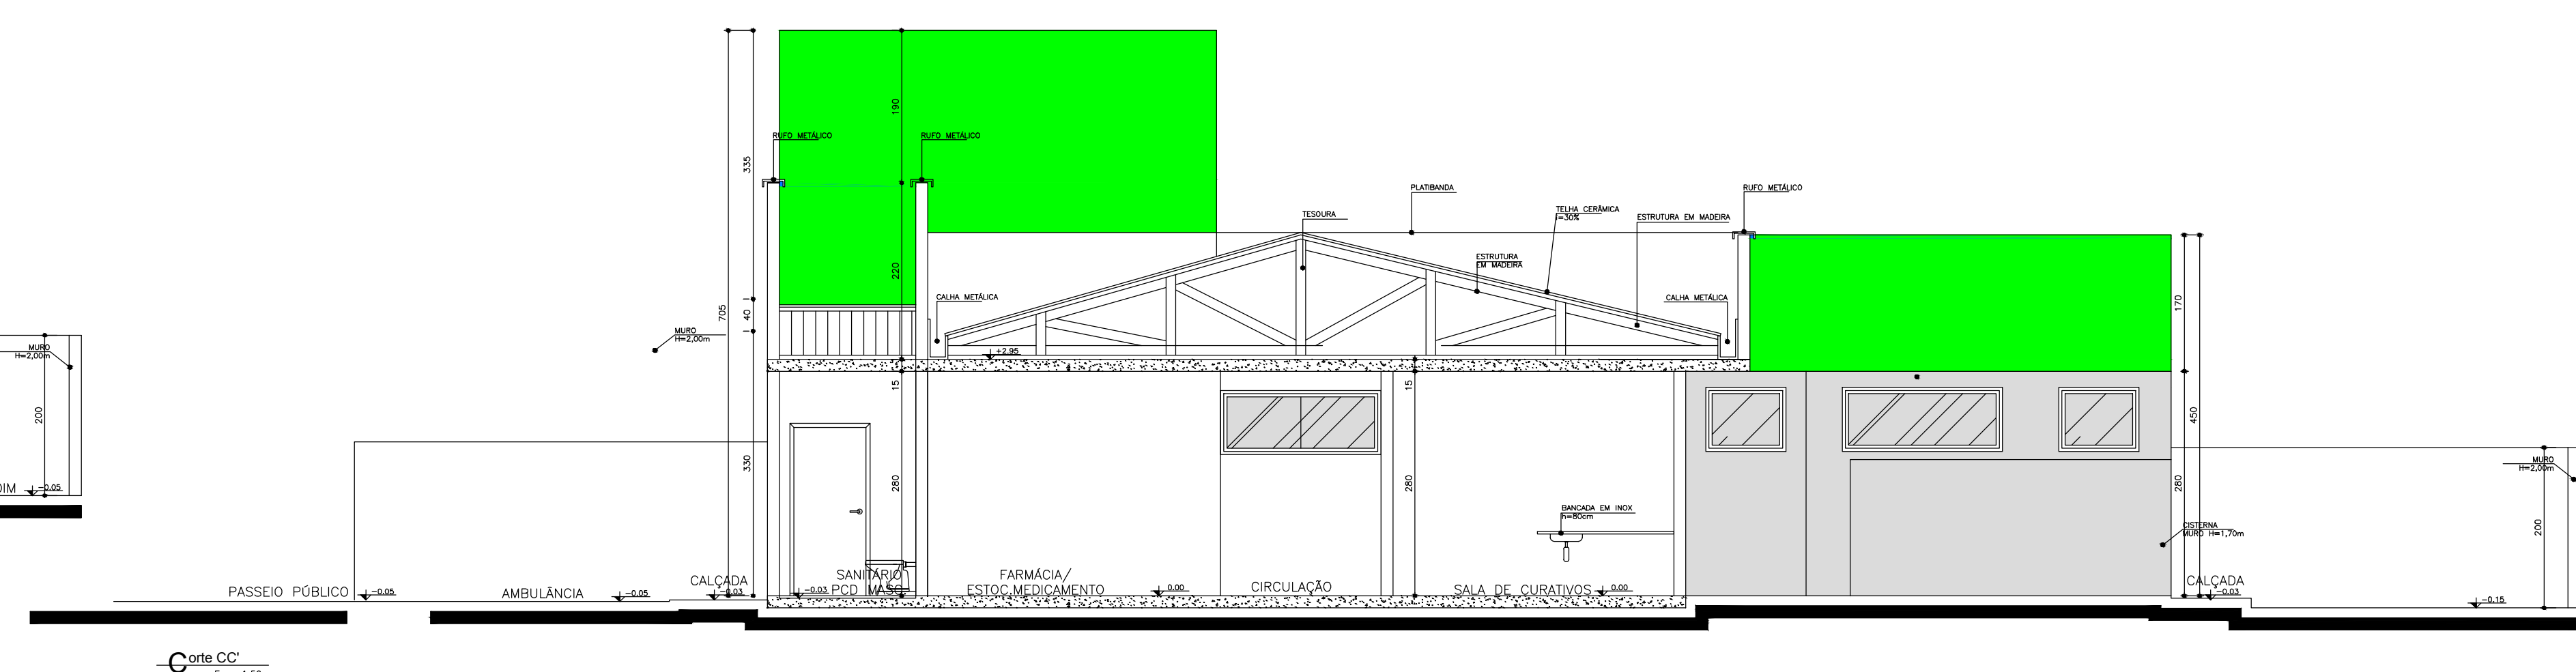 190
RUFO METÁLICO
RUFO METÁLICO
335
PLATIBANDA
RUFO METÁLICO
TESOURA
TELHA CERÂMICA
i=30%
ESTRUTURA EM MADEIRA
ESTRUTURA
EM MADEIRA
220
CALHA METÁLICA
CALHA METÁLICA
170
705
40
MURO
H=2,00m
MURO
H=2,00m
+2.95
15
15
200
450
330
280
280
280
MURO
H=2,00m
-0.05
BANCADA EM INOX
h=80cm
CISTERNA
MURO H=1,70m
200
PASSEIO PÚBLICO
-0.05
AMBULÂNCIA
-0.05
CALÇADA
-0.03
-0.03
SANITÁRIO
PCD MASC.
FARMÁCIA/
ESTOC.MEDICAMENTO
0.00
CIRCULAÇÃO
SALA DE CURATIVOS
0.00
CALÇADA
-0.03
-0.15
Corte CC'